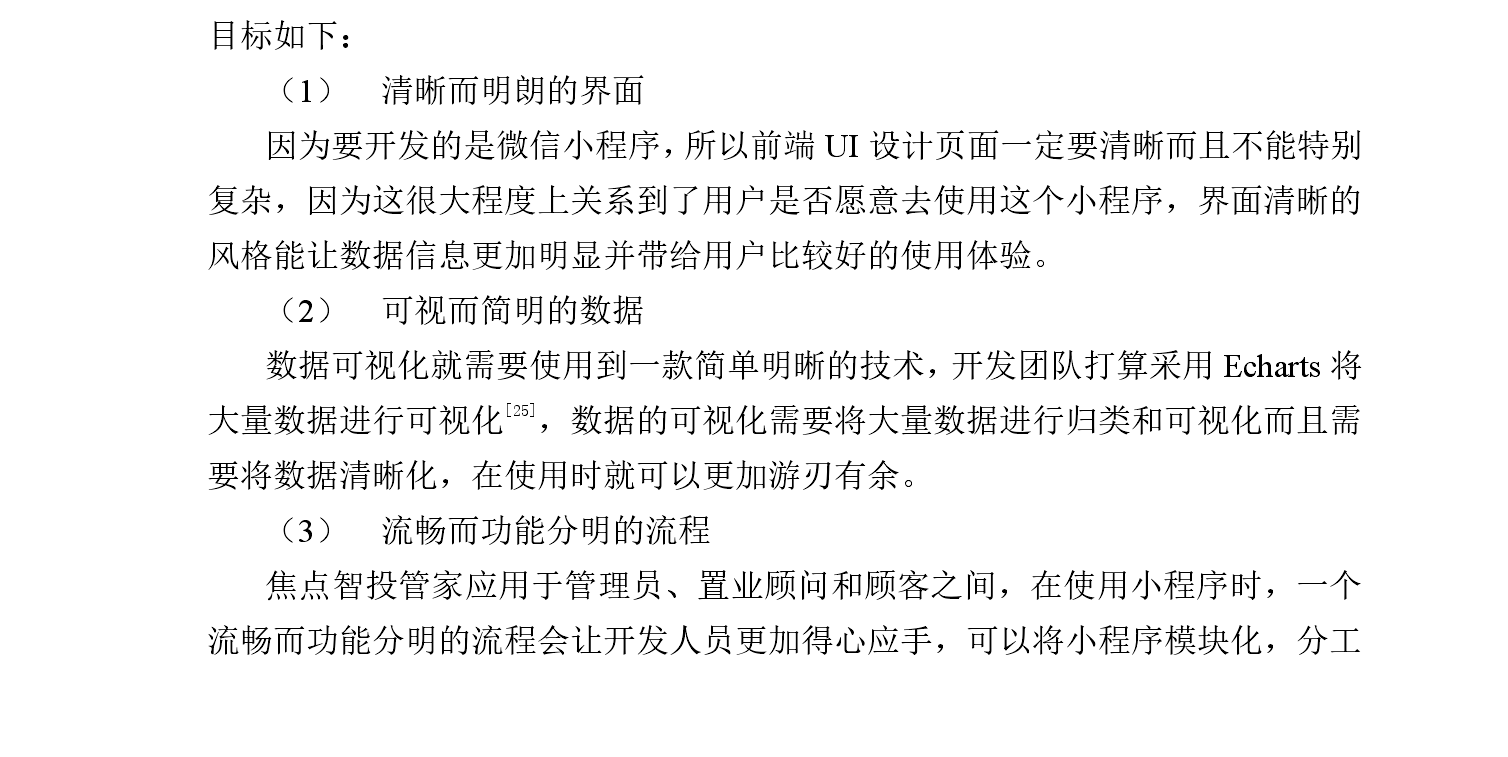 目标如下：
（1） 清晰而明朗的界面
因为要开发的是微信小程序，所以前端 UI 设计页面一定要清晰而且不能特别
复杂，因为这很大程度上关系到了用户是否愿意去使用这个小程序，界面清晰的
风格能让数据信息更加明显并带给用户比较好的使用体验。
（2） 可视而简明的数据
数据可视化就需要使用到一款简单明晰的技术，开发团队打算采用 Echarts 将
大量数据进行可视化[25]，数据的可视化需要将大量数据进行归类和可视化而且需
要将数据清晰化，在使用时就可以更加游刃有余。
（3） 流畅而功能分明的流程
焦点智投管家应用于管理员、置业顾问和顾客之间，在使用小程序时，一个
流畅而功能分明的流程会让开发人员更加得心应手，可以将小程序模块化，分工